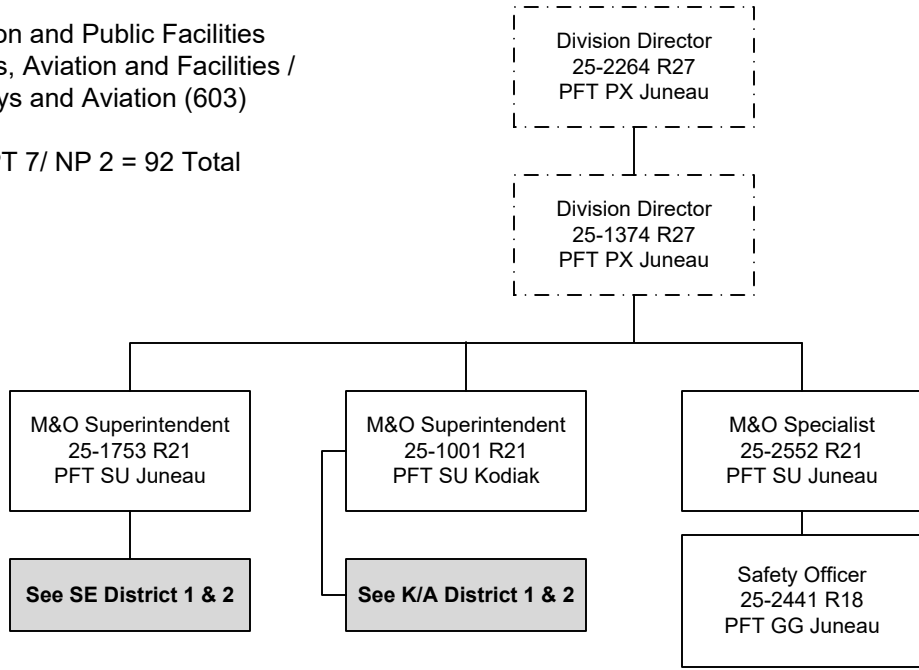 on and Public Facilities
s, Aviation and Facilities /
ys and Aviation (603)
PT 7/ NP 2 = 92 Total
Division Director
25-2264 R27
PFT PX Juneau
Division Director
25-1374 R27
PFT PX Juneau
M&O Superintendent
25-1753 R21
PFT SU Juneau
M&O Superintendent
25-1001 R21
PFT SU Kodiak
M&O Specialist
25-2552 R21
PFT SU Juneau
See SE District 1 & 2
See K/A District 1 & 2
Safety Officer
25-2441 R18
PFT GG Juneau